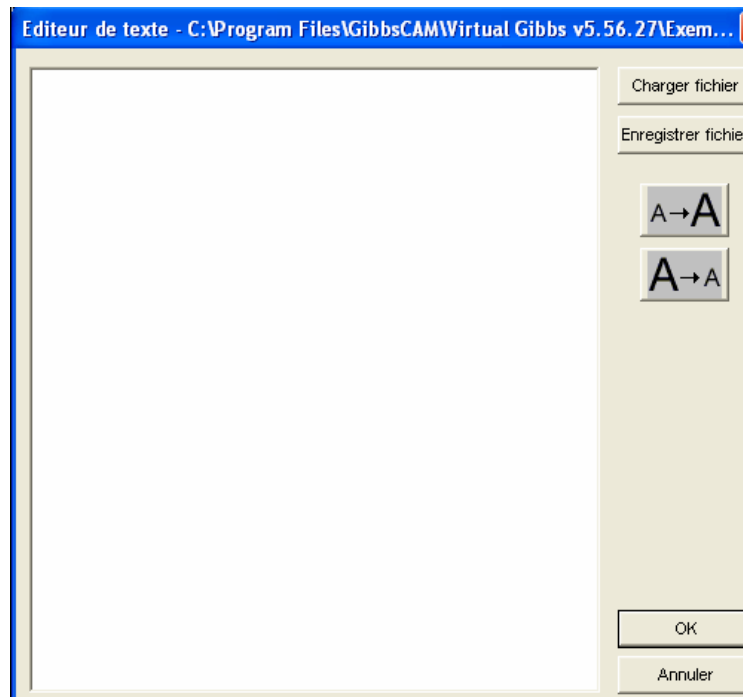 Editeur de texte - C:\Program Files\GibbsCAM\Virtual Gibbs v5.56.27\Exem...
Charger fichier
Enregistrer fichie
A→A
A→A
OK
Annuler